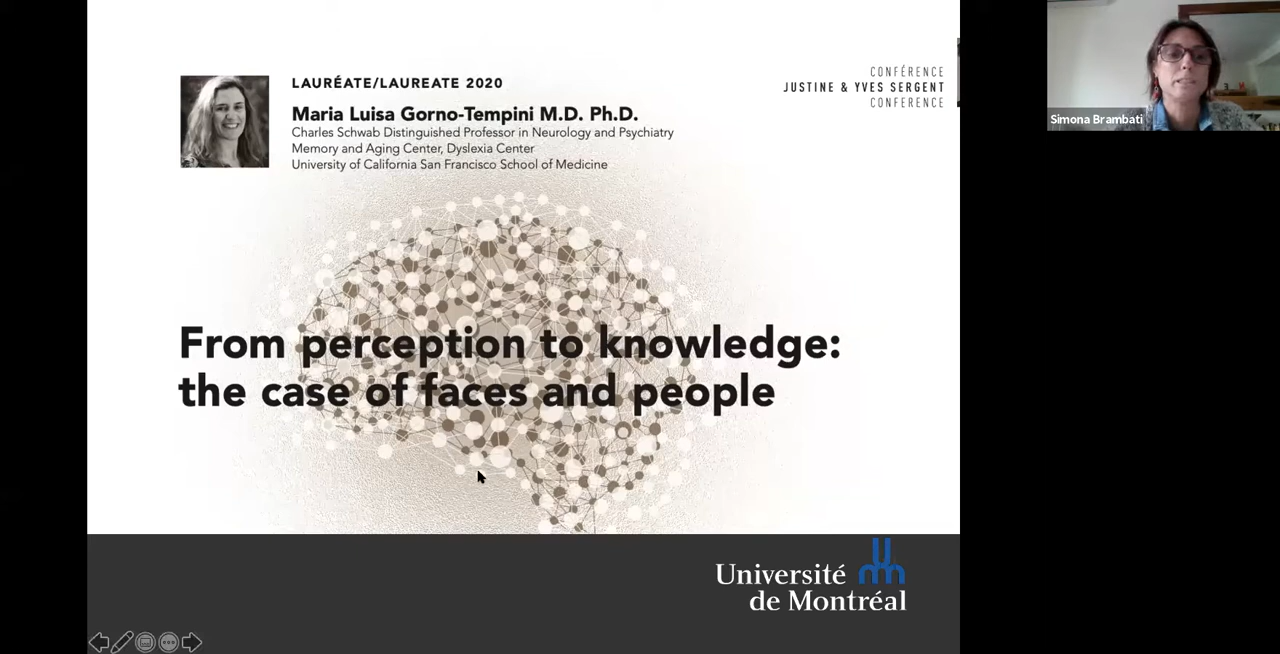 LAURÉATE/LAUREATE 2020
Maria Luisa Gorno-Tempini M.D. Ph.D.
Charles Schwab Distinguished Professor in Neurology and Psychiatry
Memory and Aging Center, Dyslexia Center
University of California San Francisco School of Medicine
CONFÉRENCE
JUSTINE & YVES SERGENT
CONFERENCE
Simona Brambati
From perception to knowledge:
the case of faces and people
Université
de Montréal